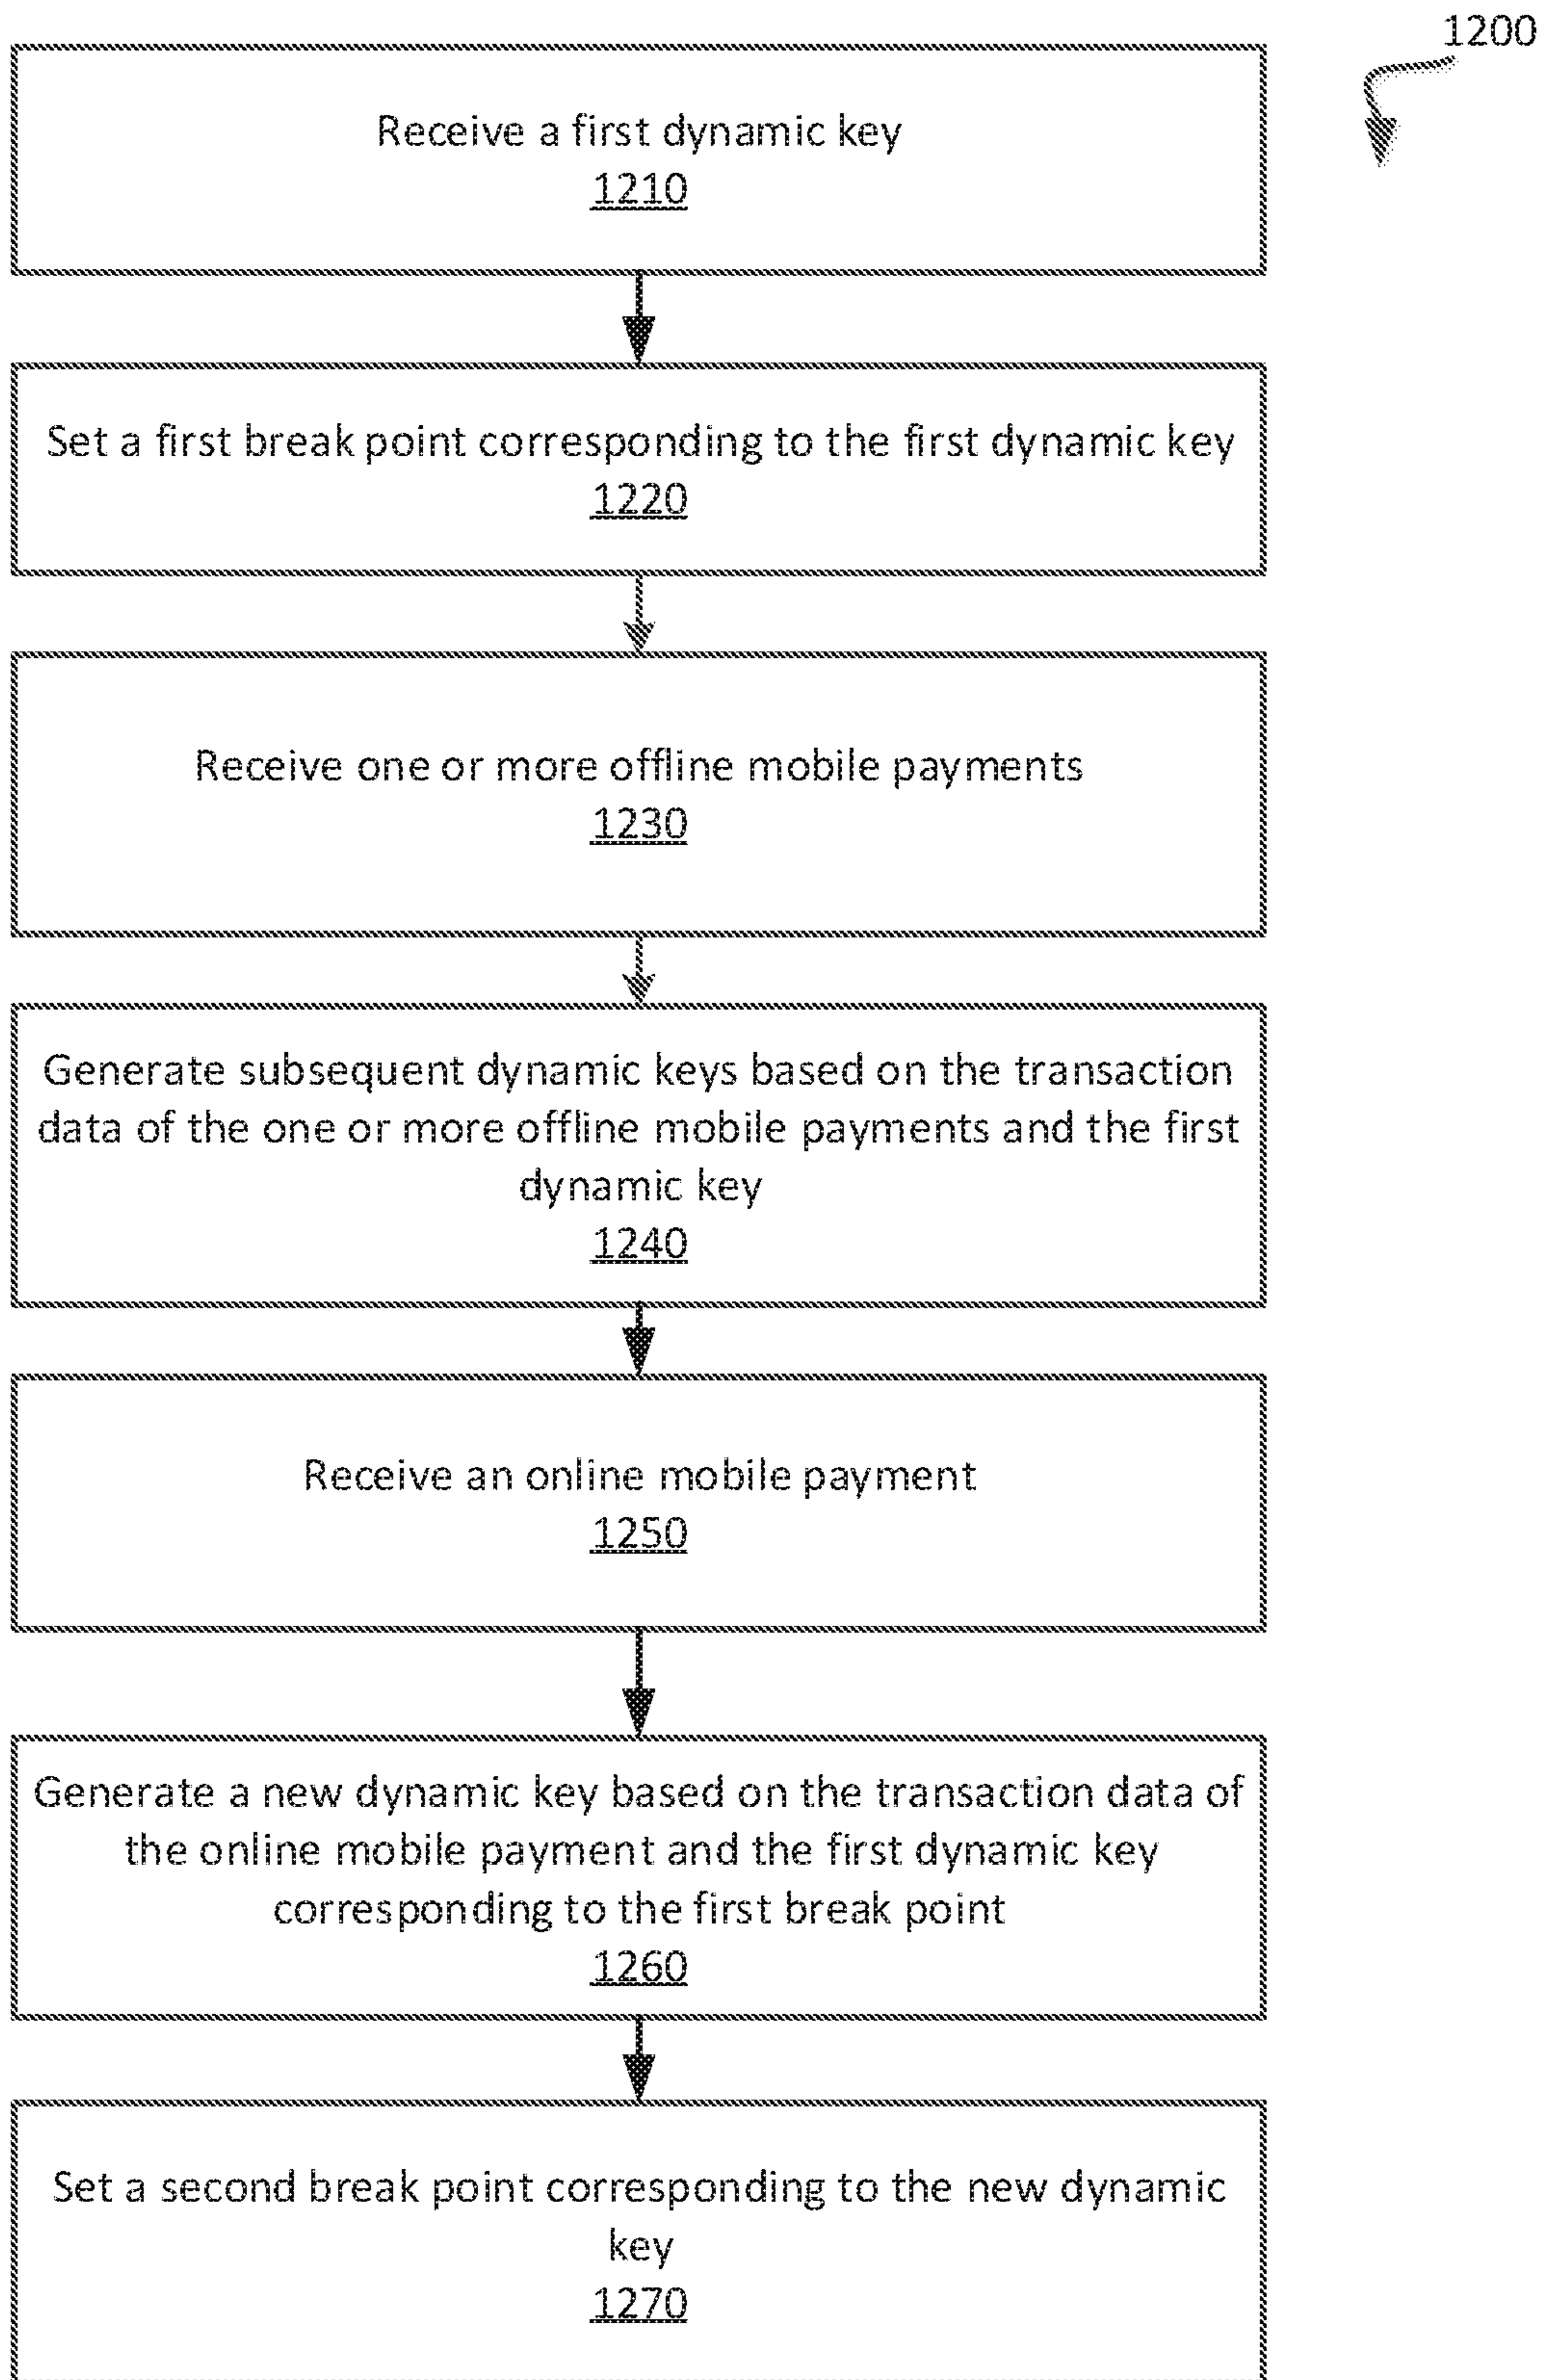 1200
Receive a first dynamic key
1210
Set a first break point corresponding to the first dynamic key
1220
Receive one or more offline mobile payments
1230
Generate subsequent dynamic keys based on the transaction
data of the one or more offline mobile payments and the first
dynamic key
1240
Receive an online mobile payment
1250
Generate a new dynamic key based on the transaction data of
the online mobile payment and the first dynamic key
corresponding to the first break point
1260
Set a second break point corresponding to the new dynamic
key
1270